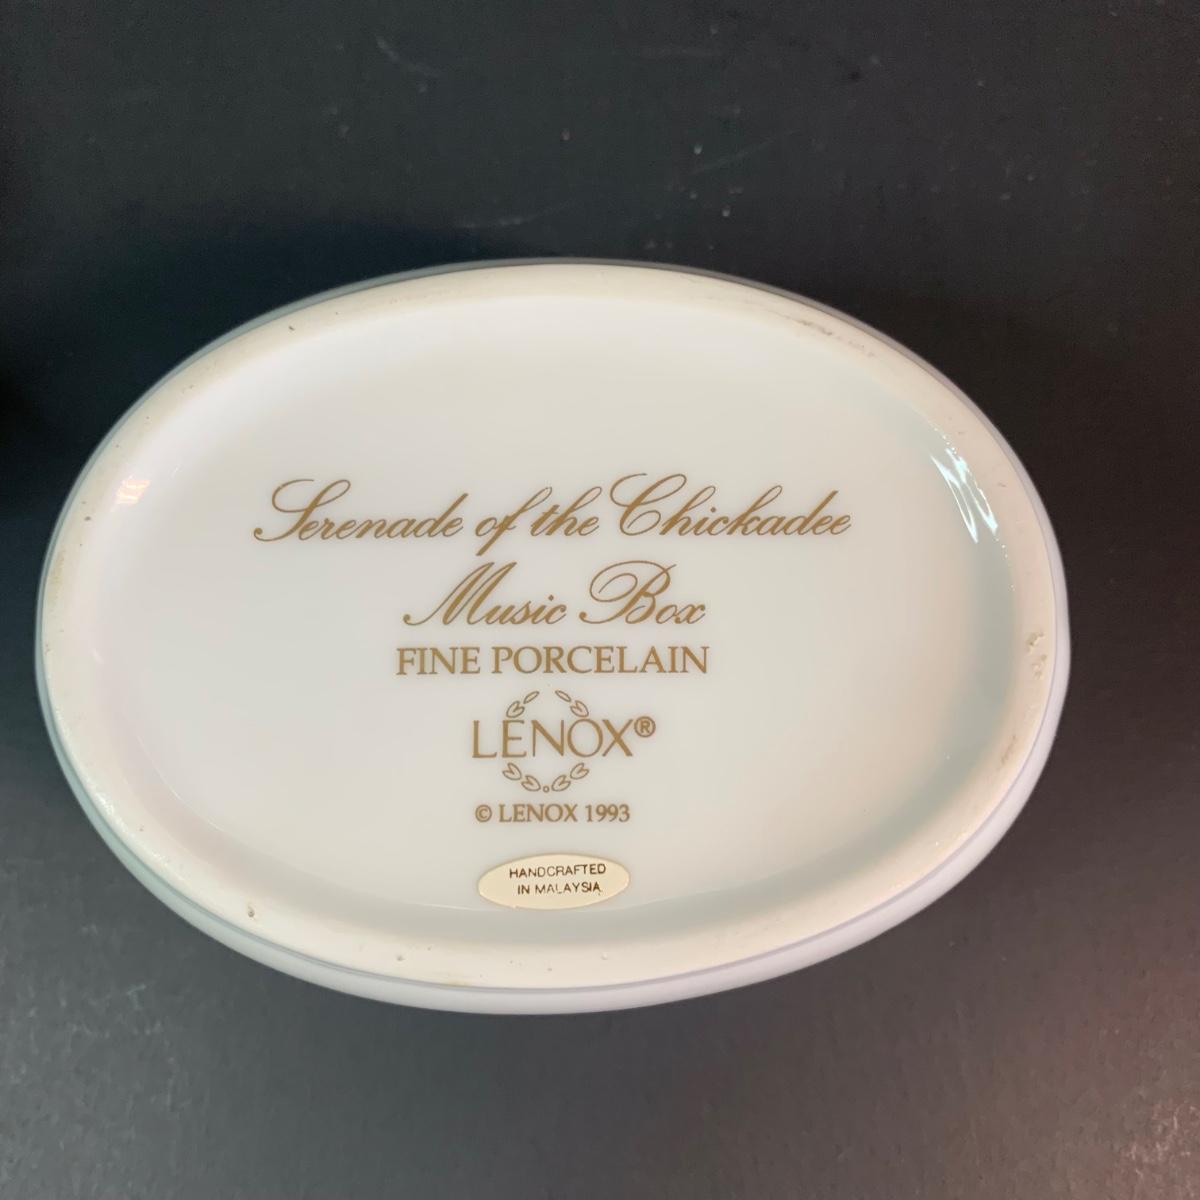 Serenade of the Chickadee
Music Box
FINE PORCELAIN
LENOX®
© LENOX 1993
HANDCRAFTED
IN MALAYSIA